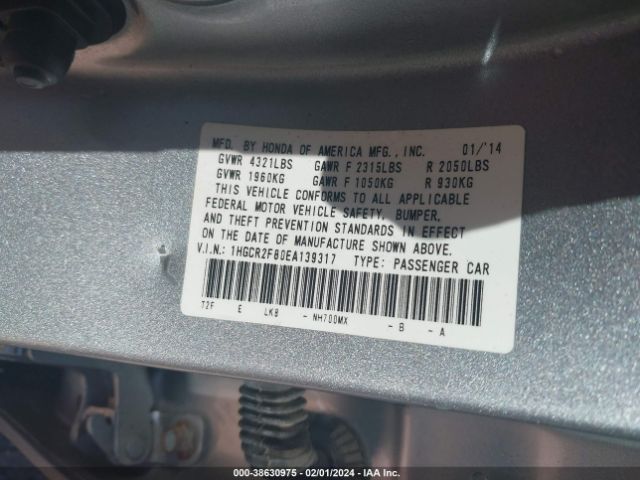 MFD. BY HONDA OF AMERICA MFG., INC. 01/'14
GVWR 4321LBS GAWR F 2315LBS R 2050LBS
GVWR 1960KG GAWR F 1050KG R 930KG
THIS VEHICLE CONFORMS TO ALL APPLICABLE
FEDERAL MOTOR VEHICLE SAFETY, BUMPER,
AND THEFT PREVENTION STANDARDS IN EFFECT
ON THE DATE OF MANUFACTURE SHOWN ABOVE.
V.I.N.: 1HGCR2F80EA139317 TYPE: PASSENGER CAR
T2F E LK8 - NH700MX - B - A
000-38630975 - 02/01/2024 - IAA Inc.